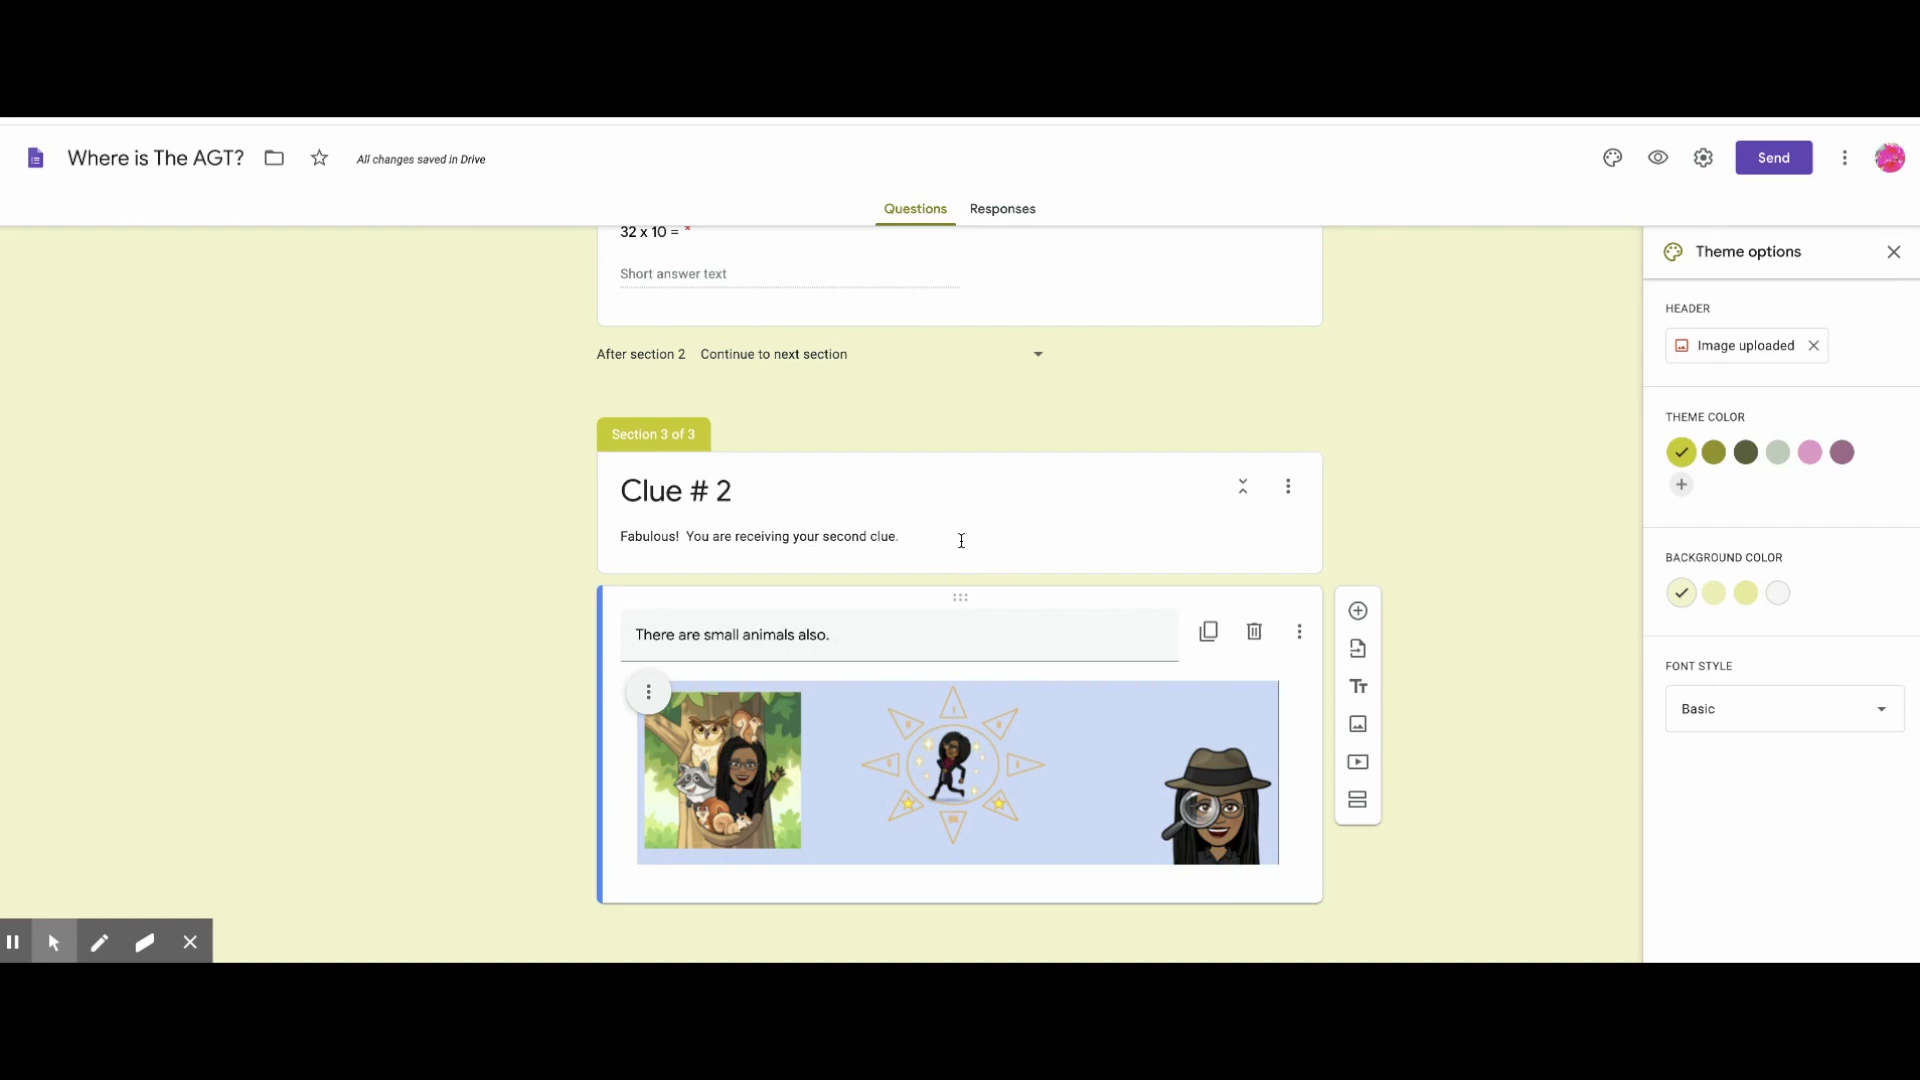 Where is The AGT?
All changes saved in Drive
Send
Questions
Responses
32 x 10 = *
Short answer text
After section 2 Continue to next section
Section 3 of 3
Clue # 2
Fabulous! You are receiving your second clue.
There are small animals also.
Tt
Theme options
HEADER
Image uploaded
THEME COLOR
BACKGROUND COLOR
FONT STYLE
Basic